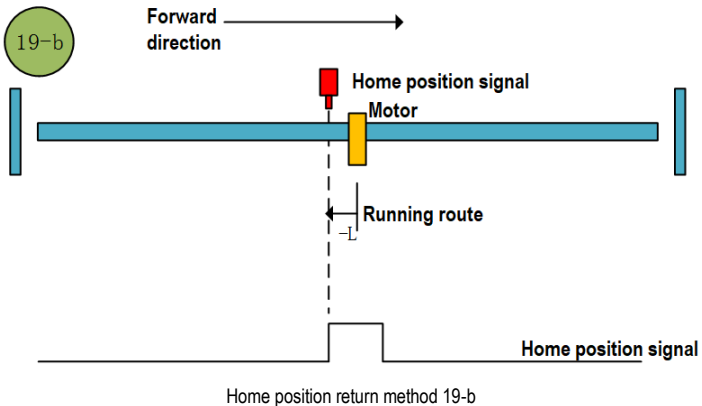 Forward
direction
19-b
Home position signal
Motor
Running route
-L
Home position signal
Home position return method 19-b